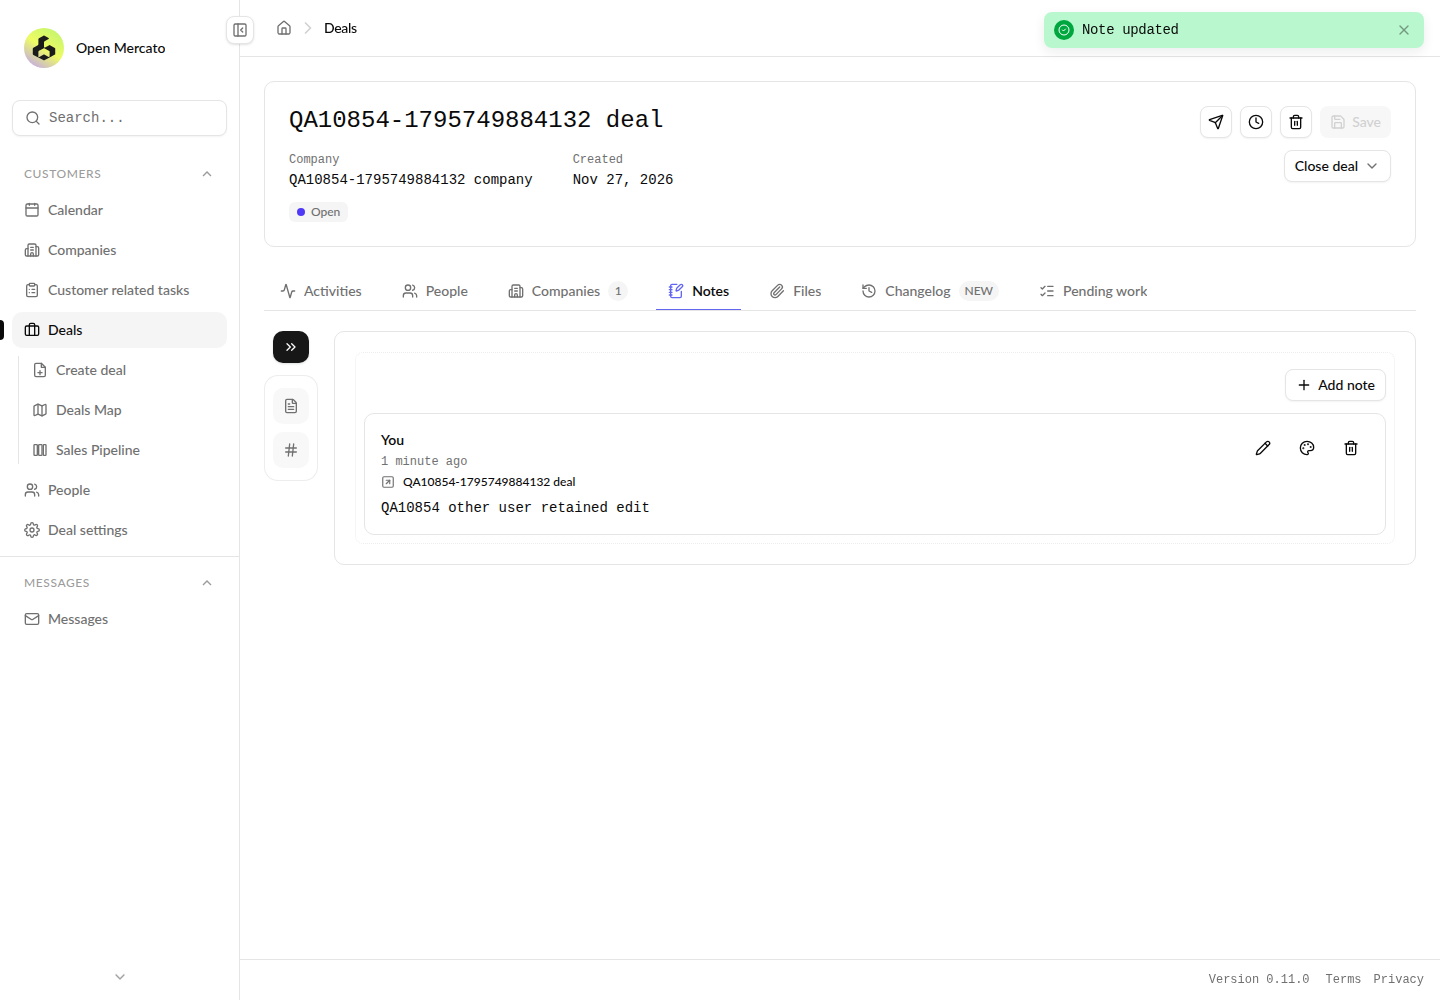 Open Mercato
Search...
CUSTOMERS
Calendar
Companies
Customer related tasks
Deals
Create deal
Deals Map
Sales Pipeline
People
Deal settings
MESSAGES
Messages
Deals
Note updated
QA10854-1795749884132 deal
Save
Company
QA10854-1795749884132 company
Created
Nov 27, 2026
Close deal
Open
Activities
People
Companies 1
Notes
Files
Changelog NEW
Pending work
Add note
You
1 minute ago
QA10854-1795749884132 deal
QA10854 other user retained edit
Version 0.11.0 Terms Privacy